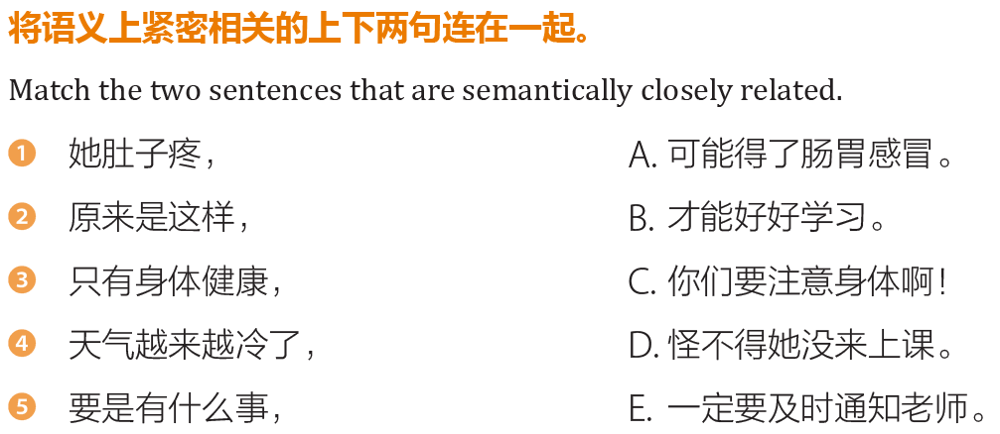 将语义上紧密相关的上下两句连在一起。
Match the two sentences that are semantically closely related.
1 她肚子疼， A. 可能得了肠胃感冒。
2 原来是这样， B. 才能好好学习。
3 只有身体健康， C. 你们要注意身体啊！
4 天气越来越冷了， D. 怪不得她没来上课。
5 要是有什么事， E. 一定要及时通知老师。